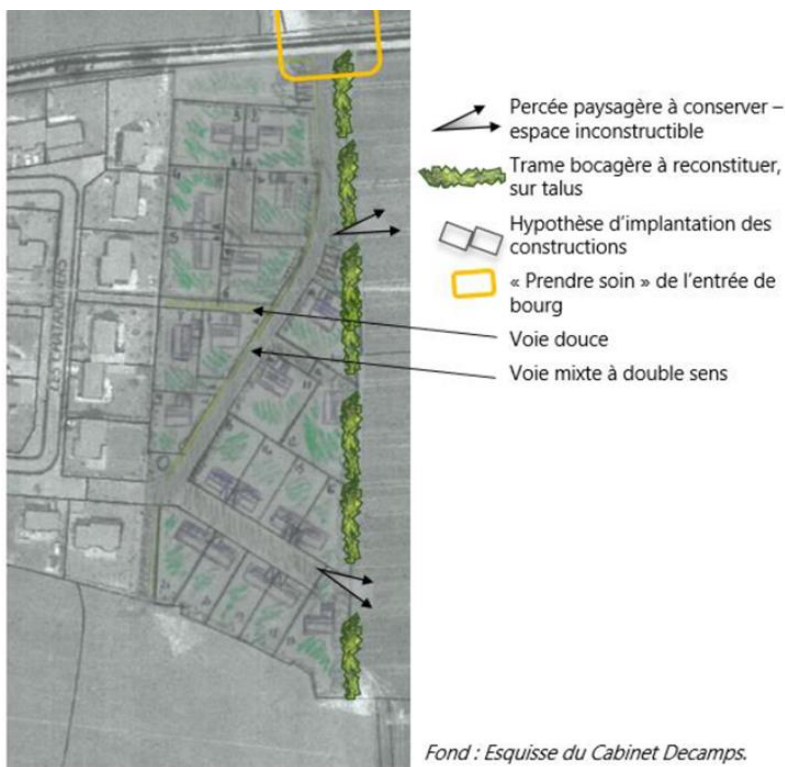 Percée paysagère à conserver –
espace inconstructible
Trame bocagère à reconstituer,
sur talus
Hypothèse d'implantation des
constructions
« Prendre soin » de l'entrée de
bourg
Voie douce
Voie mixte à double sens
LES CHATAIGNIERS
Fond : Esquisse du Cabinet Decamps.